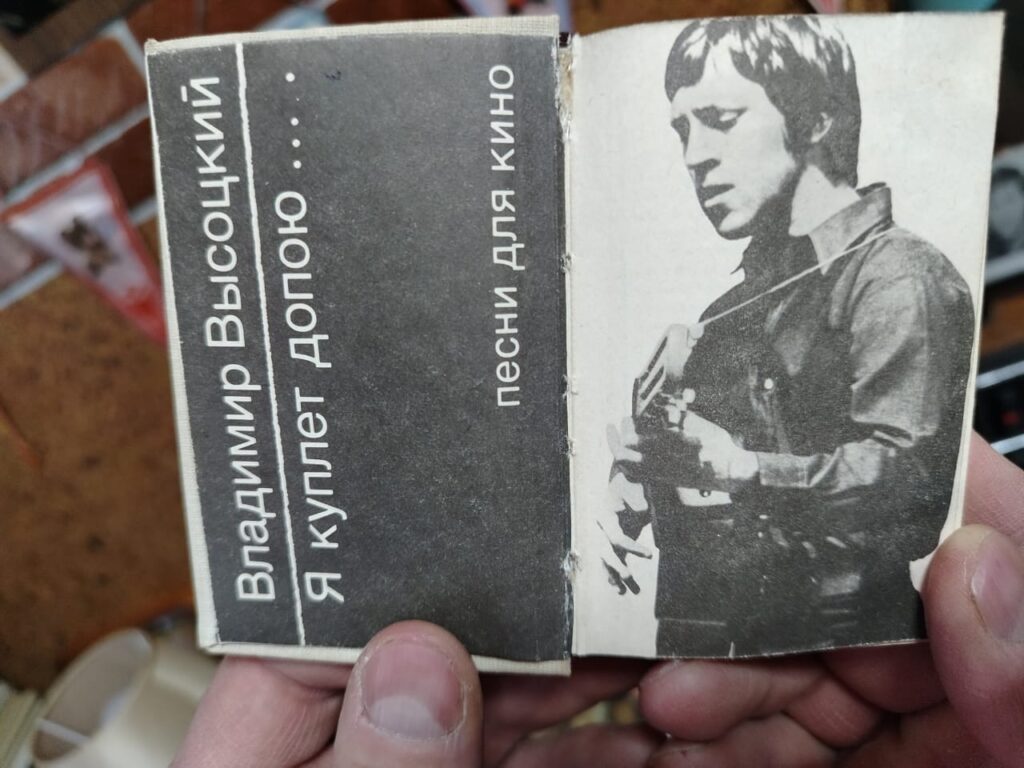 Владимир Высоцкий
Я куплет допою....
песни для кино